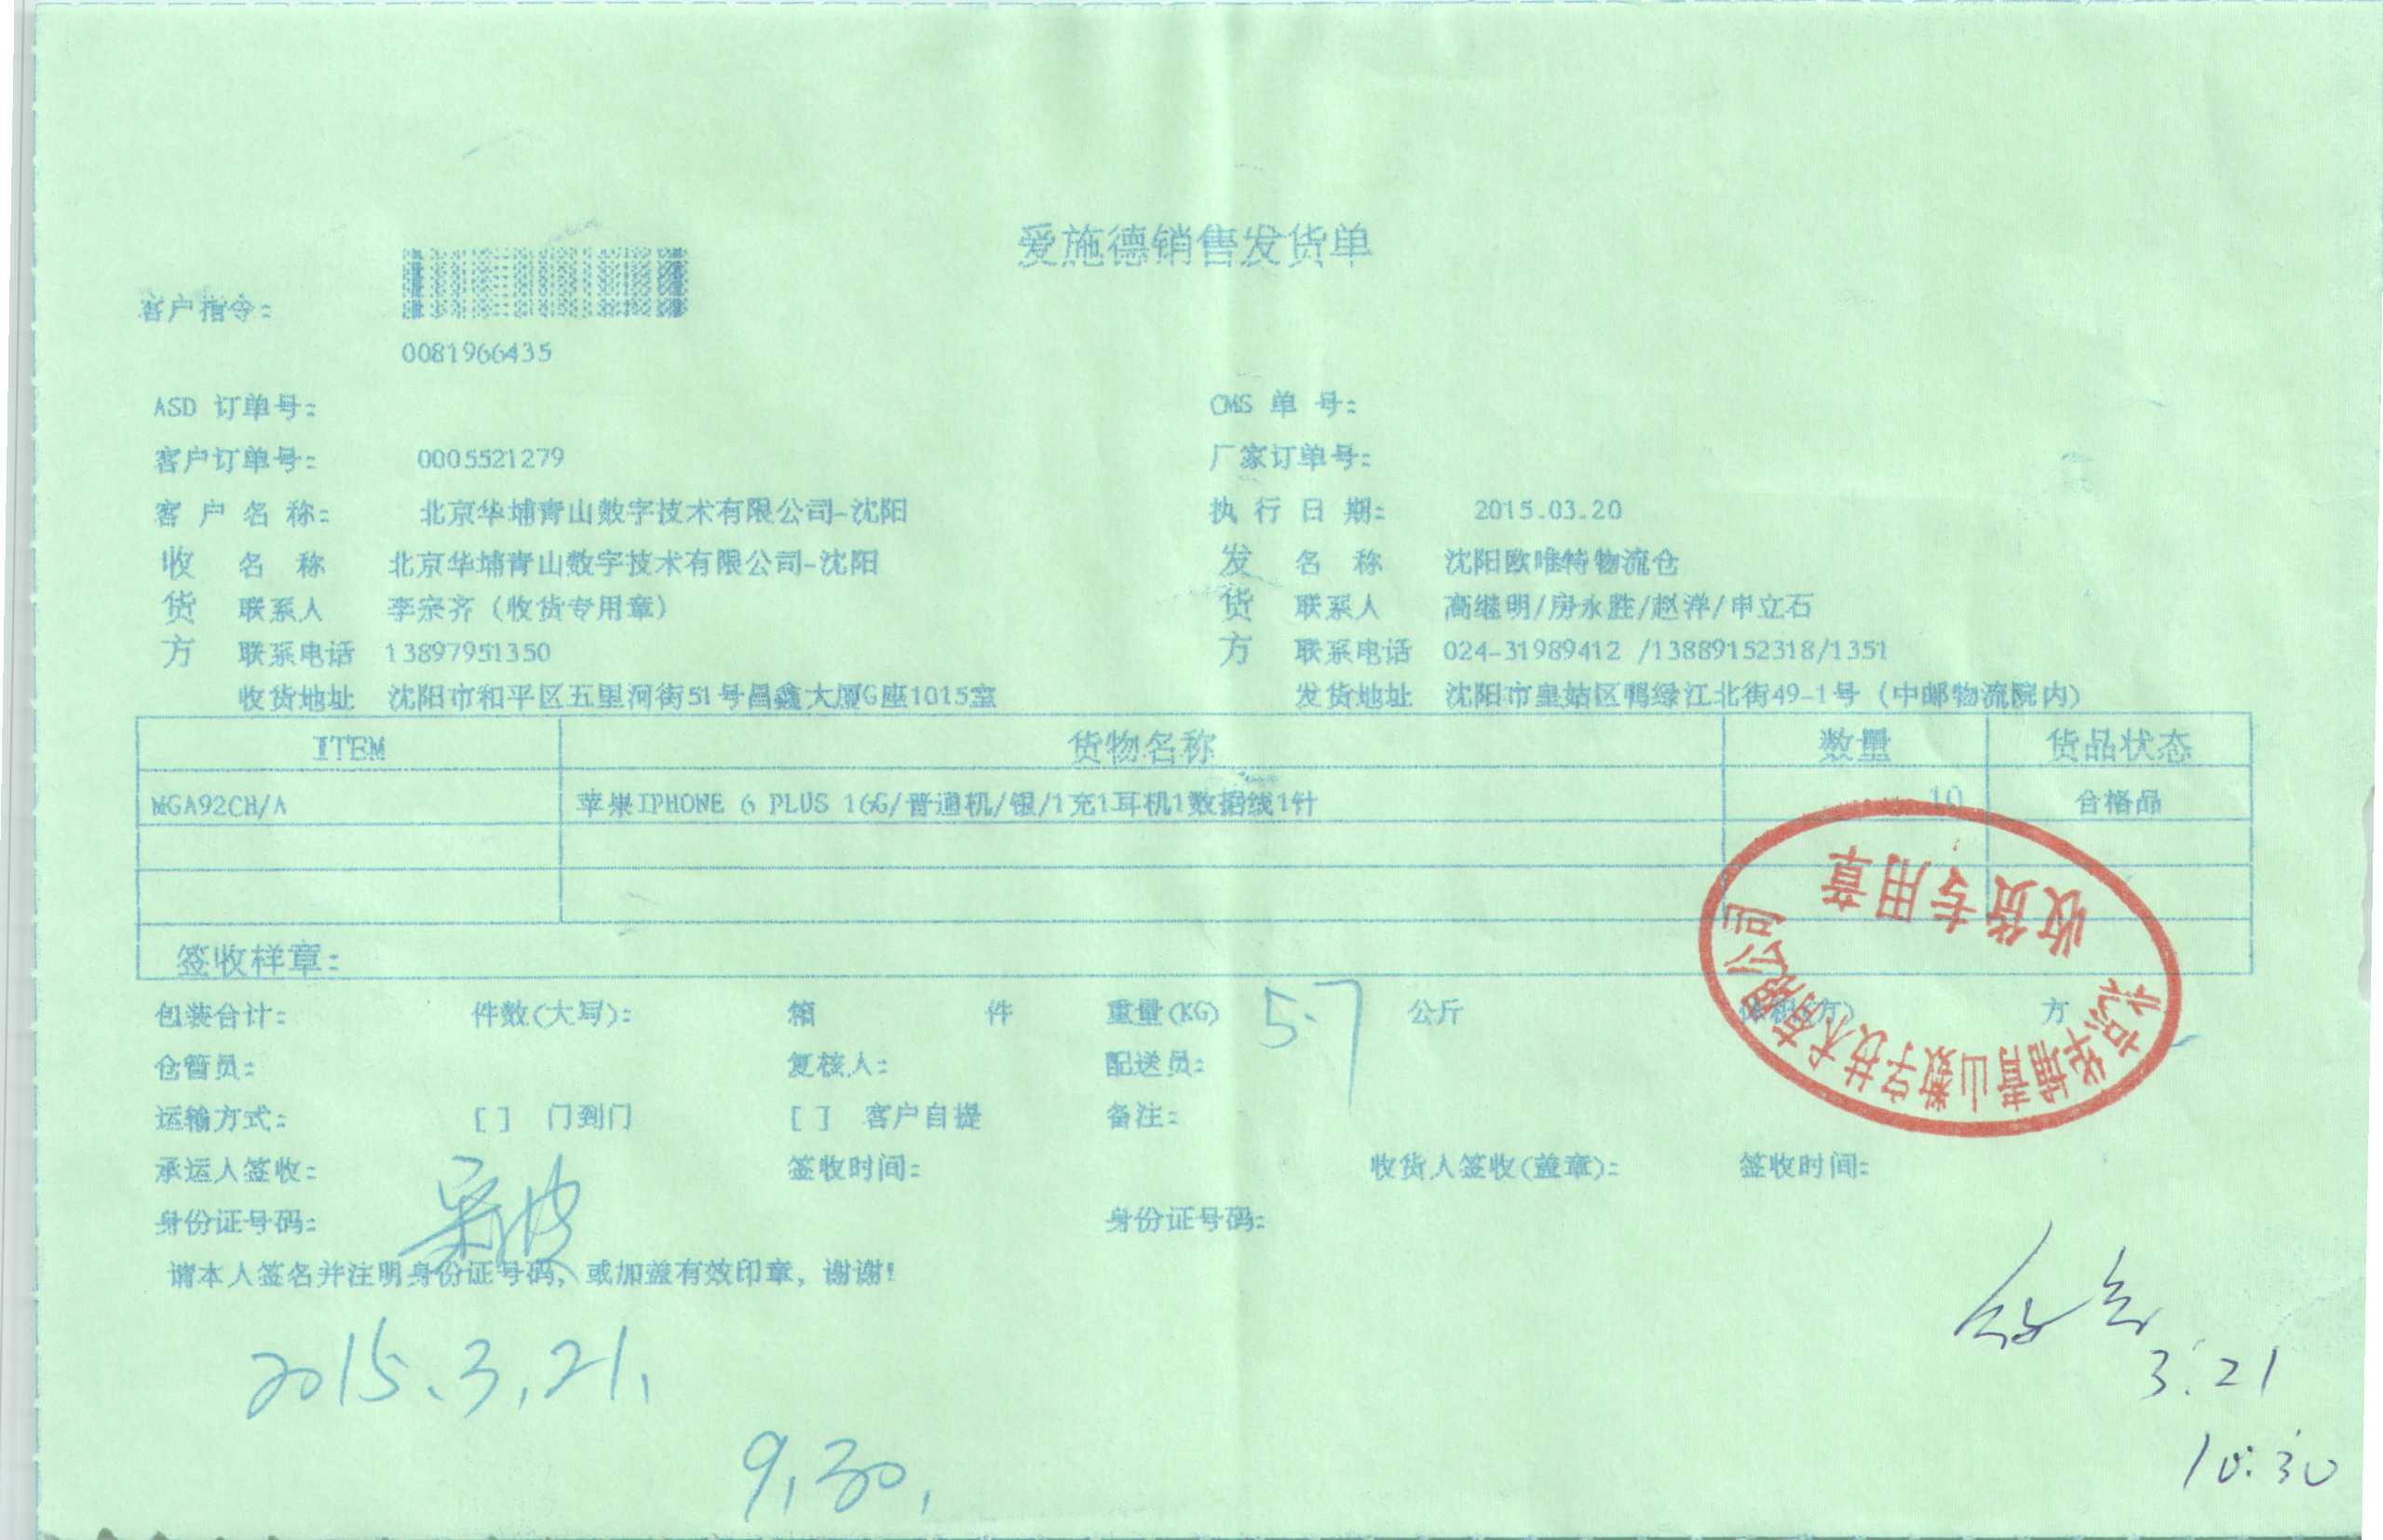 爱施德销售发货单
客户指令:
0081966435
ASD 订单号: CMS 单 号:
客户订单号: 0005521279 厂家订单号:
客 户 名 称: 北京华埔青山数字技术有限公司-沈阳 执 行 日 期: 2015.03.20
收 名 称 北京华埔青山数字技术有限公司-沈阳 发 名 称 沈阳欧唯特物流仓
货 联系人 李宗齐（收货专用章） 货 联系人 高继明/房永胜/赵洋/申立石
方 联系电话 13897951350 方 联系电话 024-31989412 /13889152318/1351
收货地址 沈阳市和平区五里河街51号昌鑫大厦G座1015室 发货地址 沈阳市皇姑区鸭绿江北街49-1号（中邮物流院内）
ITEM 货物名称 数量 货品状态
MGA92CH/A 苹果IPHONE 6 PLUS 16G/普通机/银/1充1耳机1数据线1针 10 合格品
签收样章:
北京华埔青山数字技术有限公司
收货专用章
包装合计: 件数(大写): 箱 件 重量(KG) 5.7 公斤 体积(方) 方
仓管员: 复核人: 配送员:
运输方式: [ ] 门到门 [ ] 客户自提 备注:
承运人签收: 签收时间: 收货人签收(盖章): 签收时间:
身份证号码: 身份证号码:
请本人签名并注明身份证号码, 或加盖有效印章, 谢谢!
2015.3.21.
3.21
9.30.
10:30